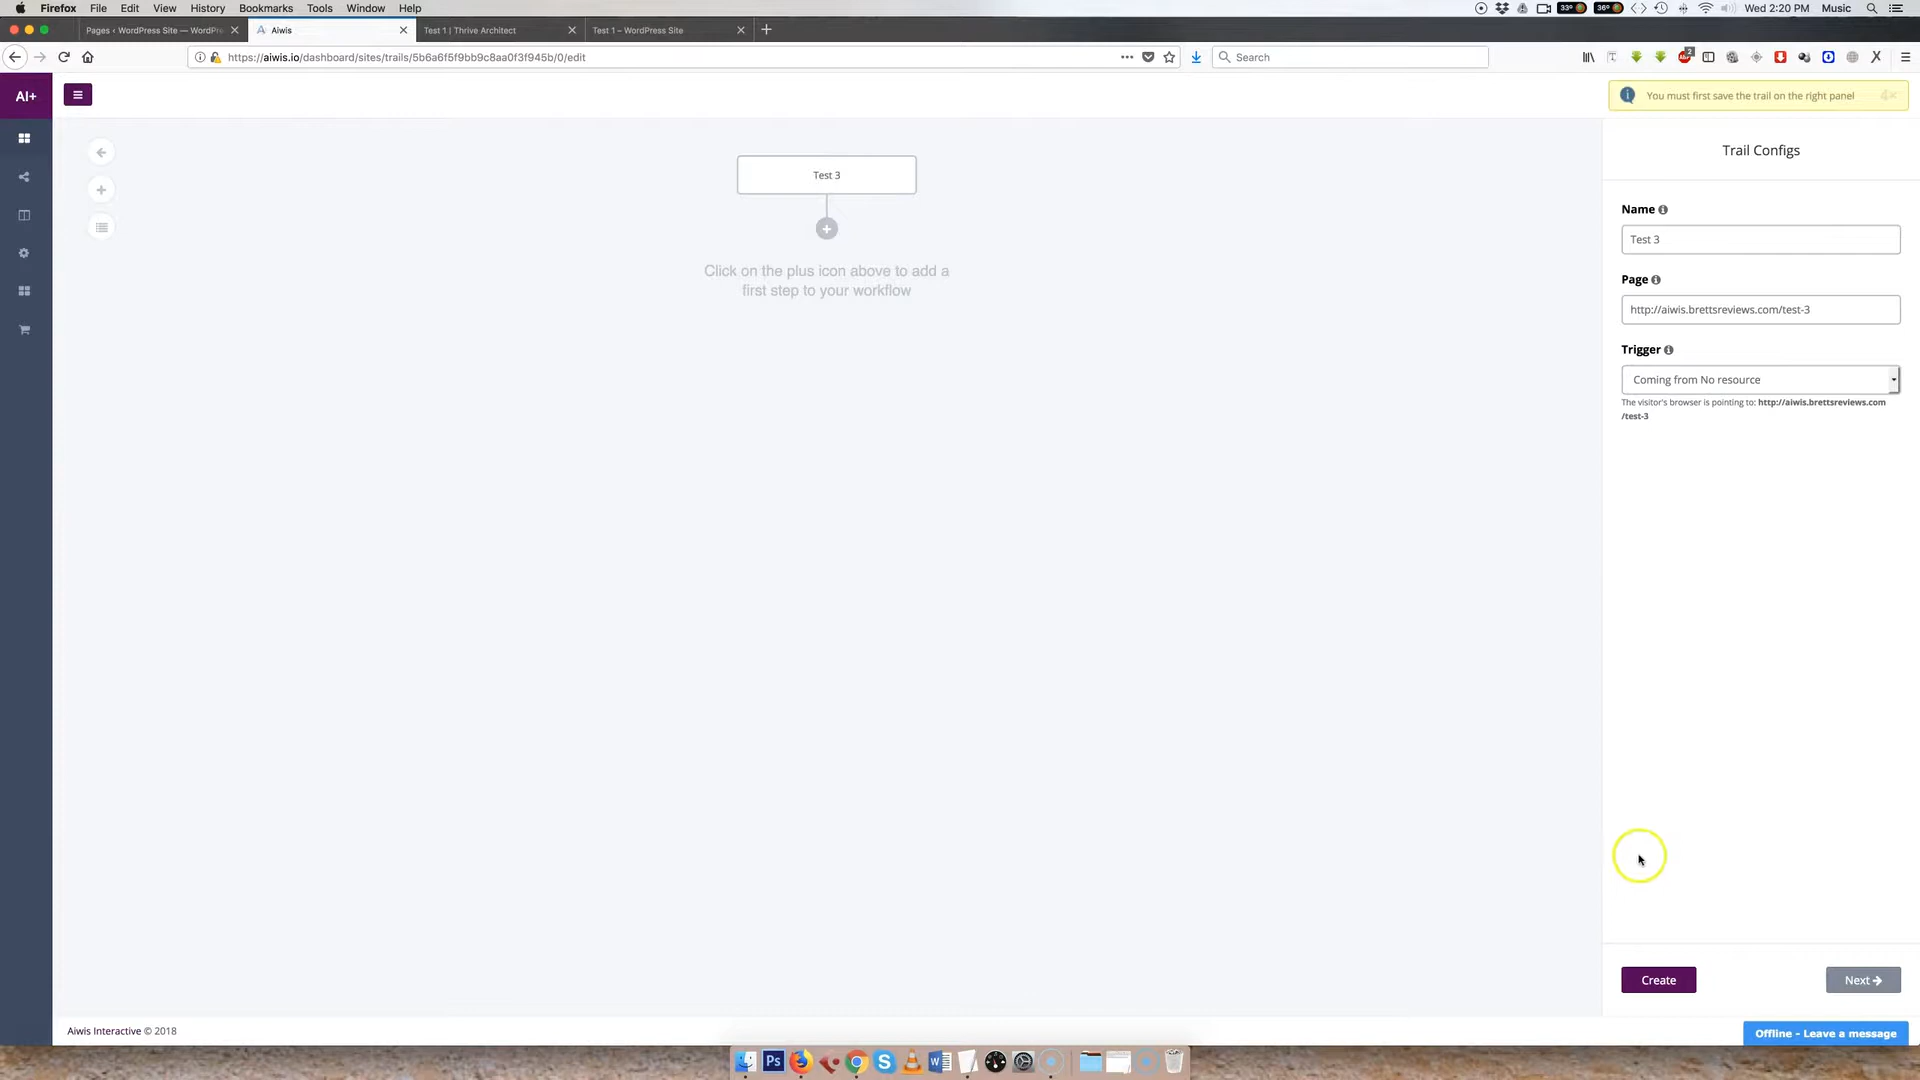 Firefox File Edit View History Bookmarks Tools Window Help
33° 36° Wed 2:20 PM Music
Pages ‹ WordPress Site — WordPre
Aiwis
Test 1 | Thrive Architect
Test 1 – WordPress Site
https://aiwis.io/dashboard/sites/trails/5b6a6f5f9bb9c8aa0f3f945b/0/edit
Search
AI+
You must first save the trail on the right panel
4×
Test 3
Click on the plus icon above to add a
first step to your workflow
Trail Configs
Name
Test 3
Page
http://aiwis.brettsreviews.com/test-3
Trigger
Coming from No resource
The visitor's browser is pointing to: http://aiwis.brettsreviews.com
/test-3
Create
Next
Aiwis Interactive © 2018
Offline - Leave a message
Ps
S
W